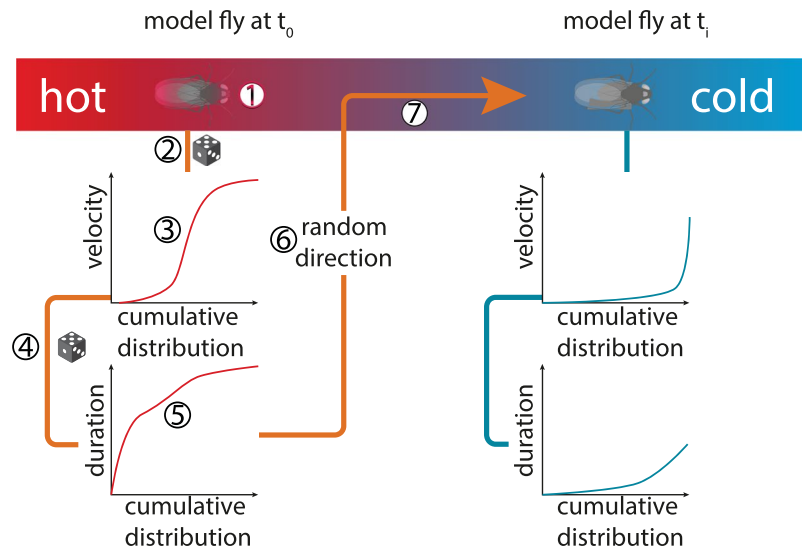 model fly at t0
model fly at ti
hot
①
cold
⑦
②
velocity
③
⑥ random
direction
velocity
cumulative
distribution
cumulative
distribution
④
duration
⑤
duration
cumulative
distribution
cumulative
distribution